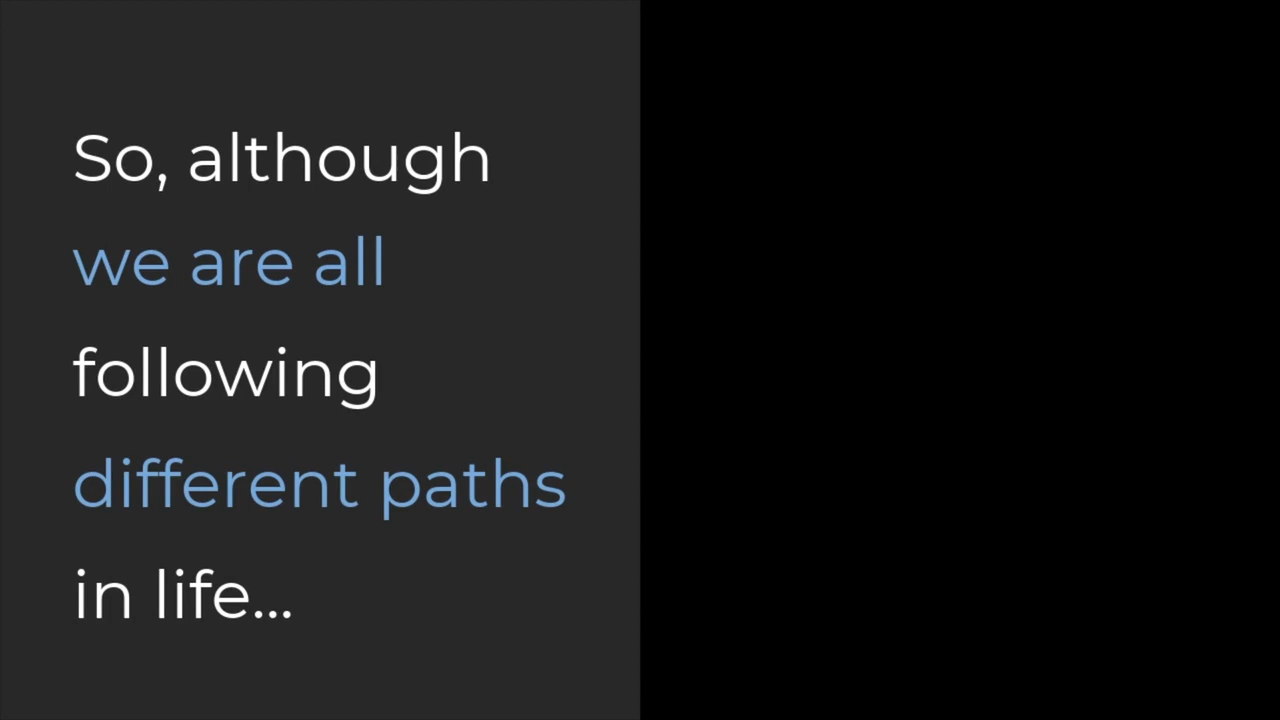 So, although
we are all
following
different paths
in life...